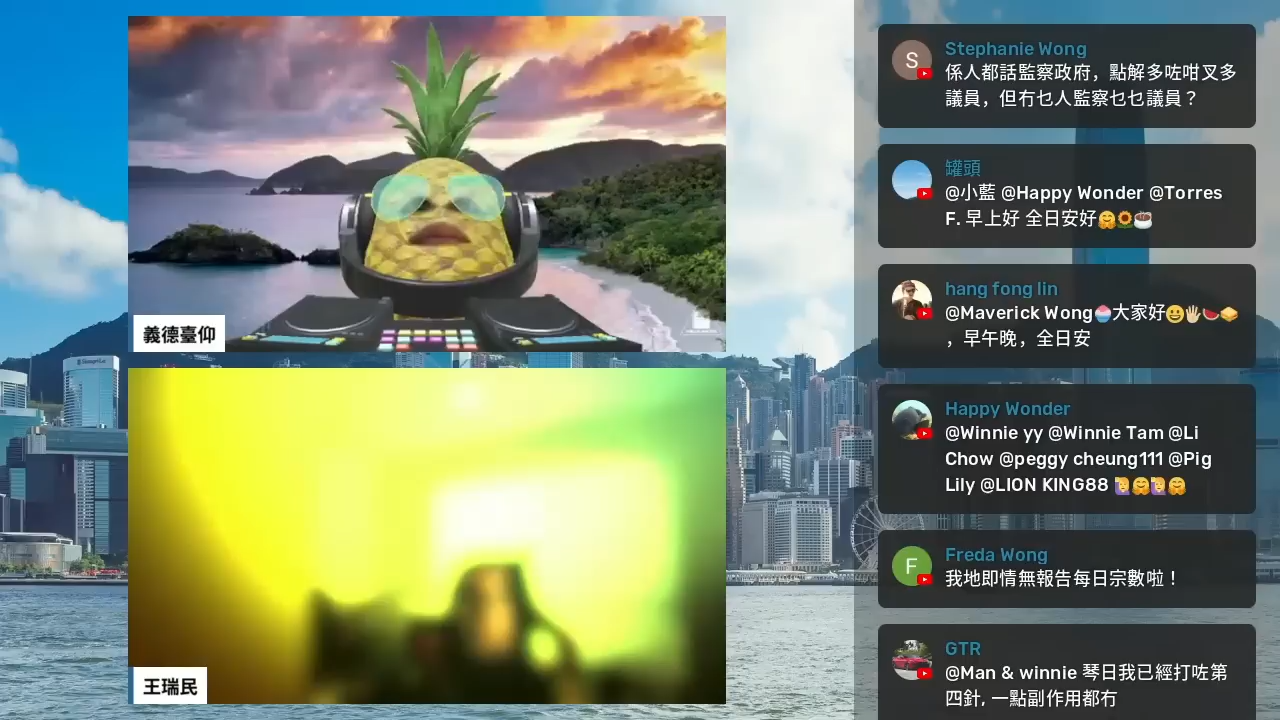 義德臺仰
王瑞民
Stephanie Wong
係人都話監察政府，點解多咗咁叉多
議員，但冇乜人監察乜乜議員？
罐頭
@小藍 @Happy Wonder @Torres
F. 早上好 全日安好🤗🌻☕
hang fong lin
@Maverick Wong🍧大家好😃🖐🍉🧽
，早午晚，全日安
Happy Wonder
@Winnie yy @Winnie Tam @Li
Chow @peggy cheung111 @Pig
Lily @LION KING88 🙋🤗🙋🤗
Freda Wong
我地即情無報告每日宗數啦！
GTR
@Man & winnie 琴日我已經打咗第
四針, 一點副作用都冇